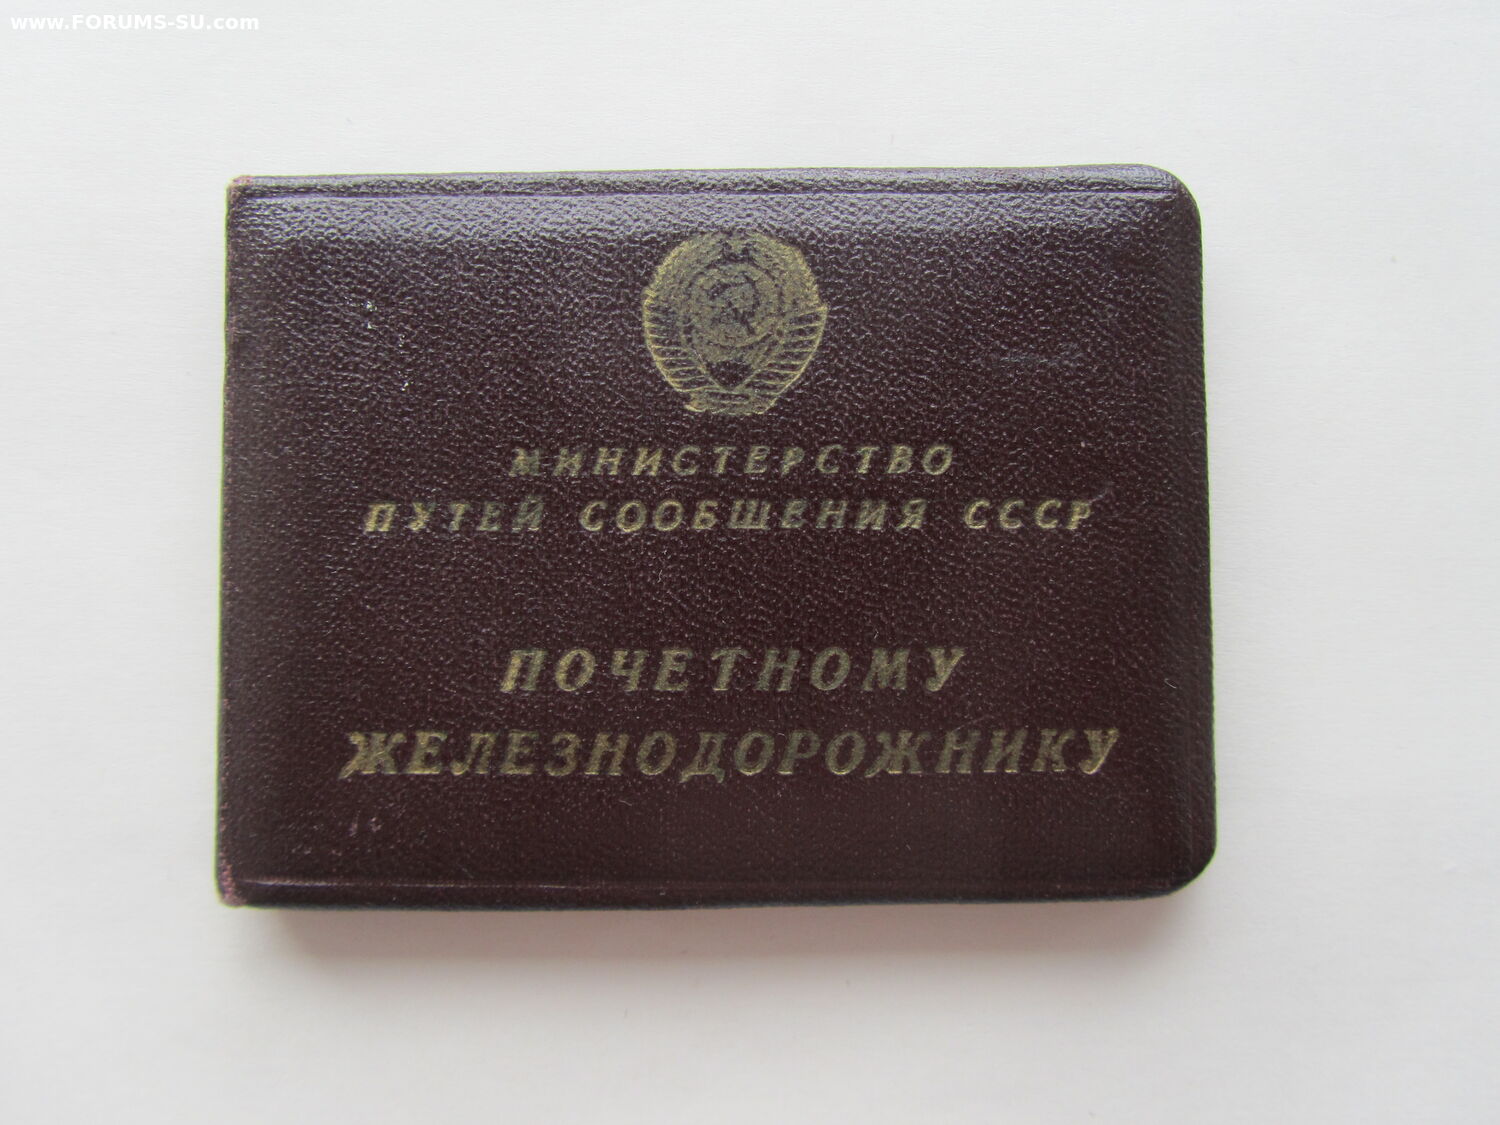 www.FORUMS-SU.com
МИНИСТЕРСТВО
ПУТЕЙ СООБЩЕНИЯ СССР
ПОЧЕТНОМУ
ЖЕЛЕЗНОДОРОЖНИКУ